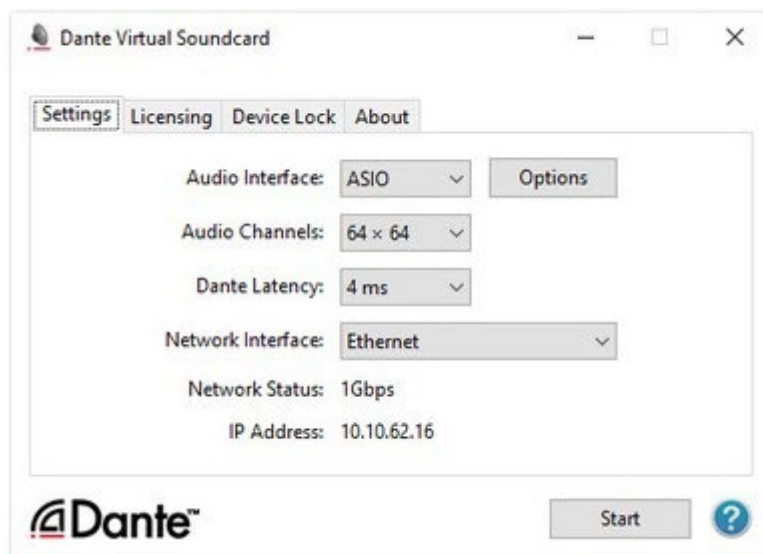 Dante Virtual Soundcard
Settings Licensing Device Lock About
Audio Interface: ASIO Options
Audio Channels: 64 × 64
Dante Latency: 4 ms
Network Interface: Ethernet
Network Status: 1Gbps
IP Address: 10.10.62.16
Dante™ Start ?